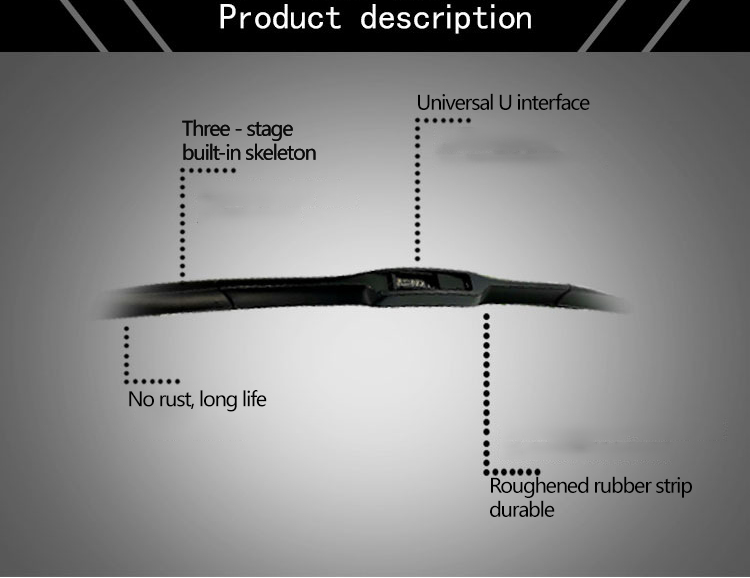 Product description
Universal U interface
Three - stage
built-in skeleton
No rust, long life
Roughened rubber strip
durable